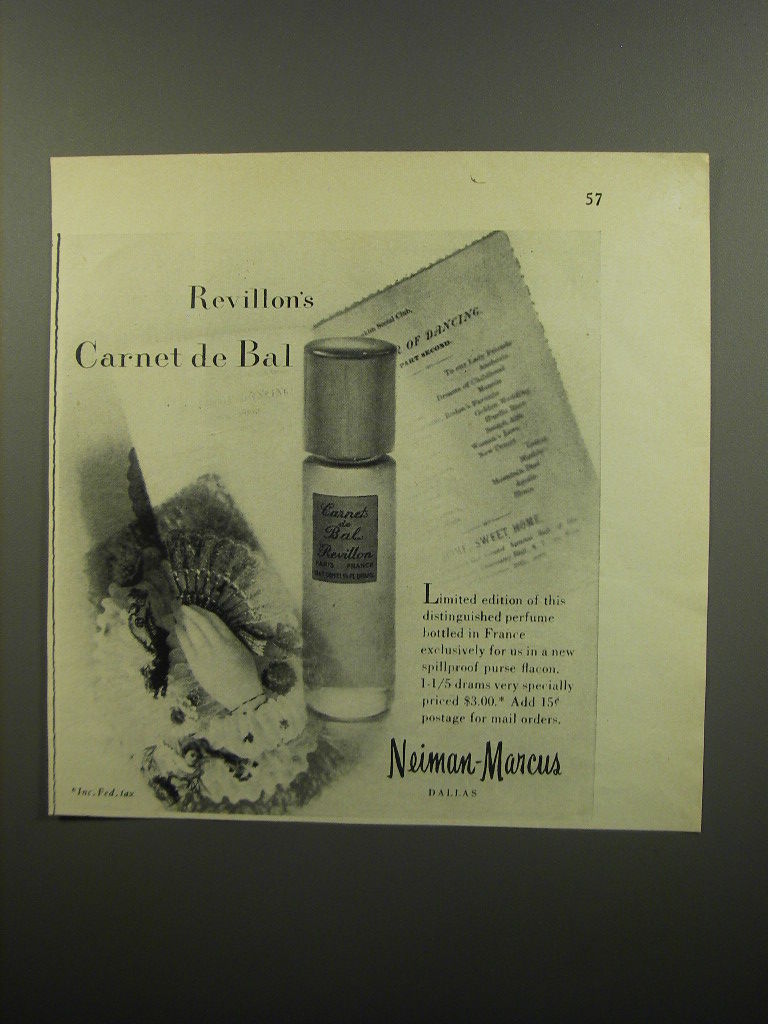 57
Revillon's
Carnet de Bal
Social Club,
OF DANCING.
PART SECOND.
Carnet
de
Bal
Revillon
PARIS FRANCE
SWEET HOME
Limited edition of this
distinguished perfume
bottled in France
exclusively for us in a new
spillproof purse flacon.
1-1/5 drams very specially
priced $3.00.* Add 15¢
postage for mail orders.
Neiman-Marcus
DALLAS
*Inc. Fed. tax